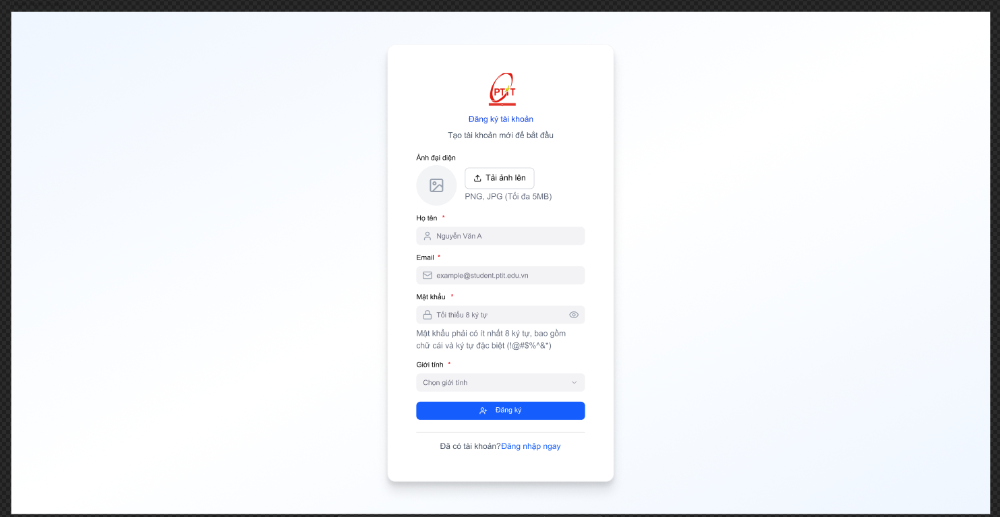 PTIT
Đăng ký tài khoản
Tạo tài khoản mới để bắt đầu
Ảnh đại diện
Tải ảnh lên
PNG, JPG (Tối đa 5MB)
Họ tên *
Nguyễn Văn A
Email *
example@student.ptit.edu.vn
Mật khẩu *
Tối thiểu 8 ký tự
Mật khẩu phải có ít nhất 8 ký tự, bao gồm
chữ cái và ký tự đặc biệt (!@#$%^&*)
Giới tính *
Chọn giới tính
Đăng ký
Đã có tài khoản?Đăng nhập ngay